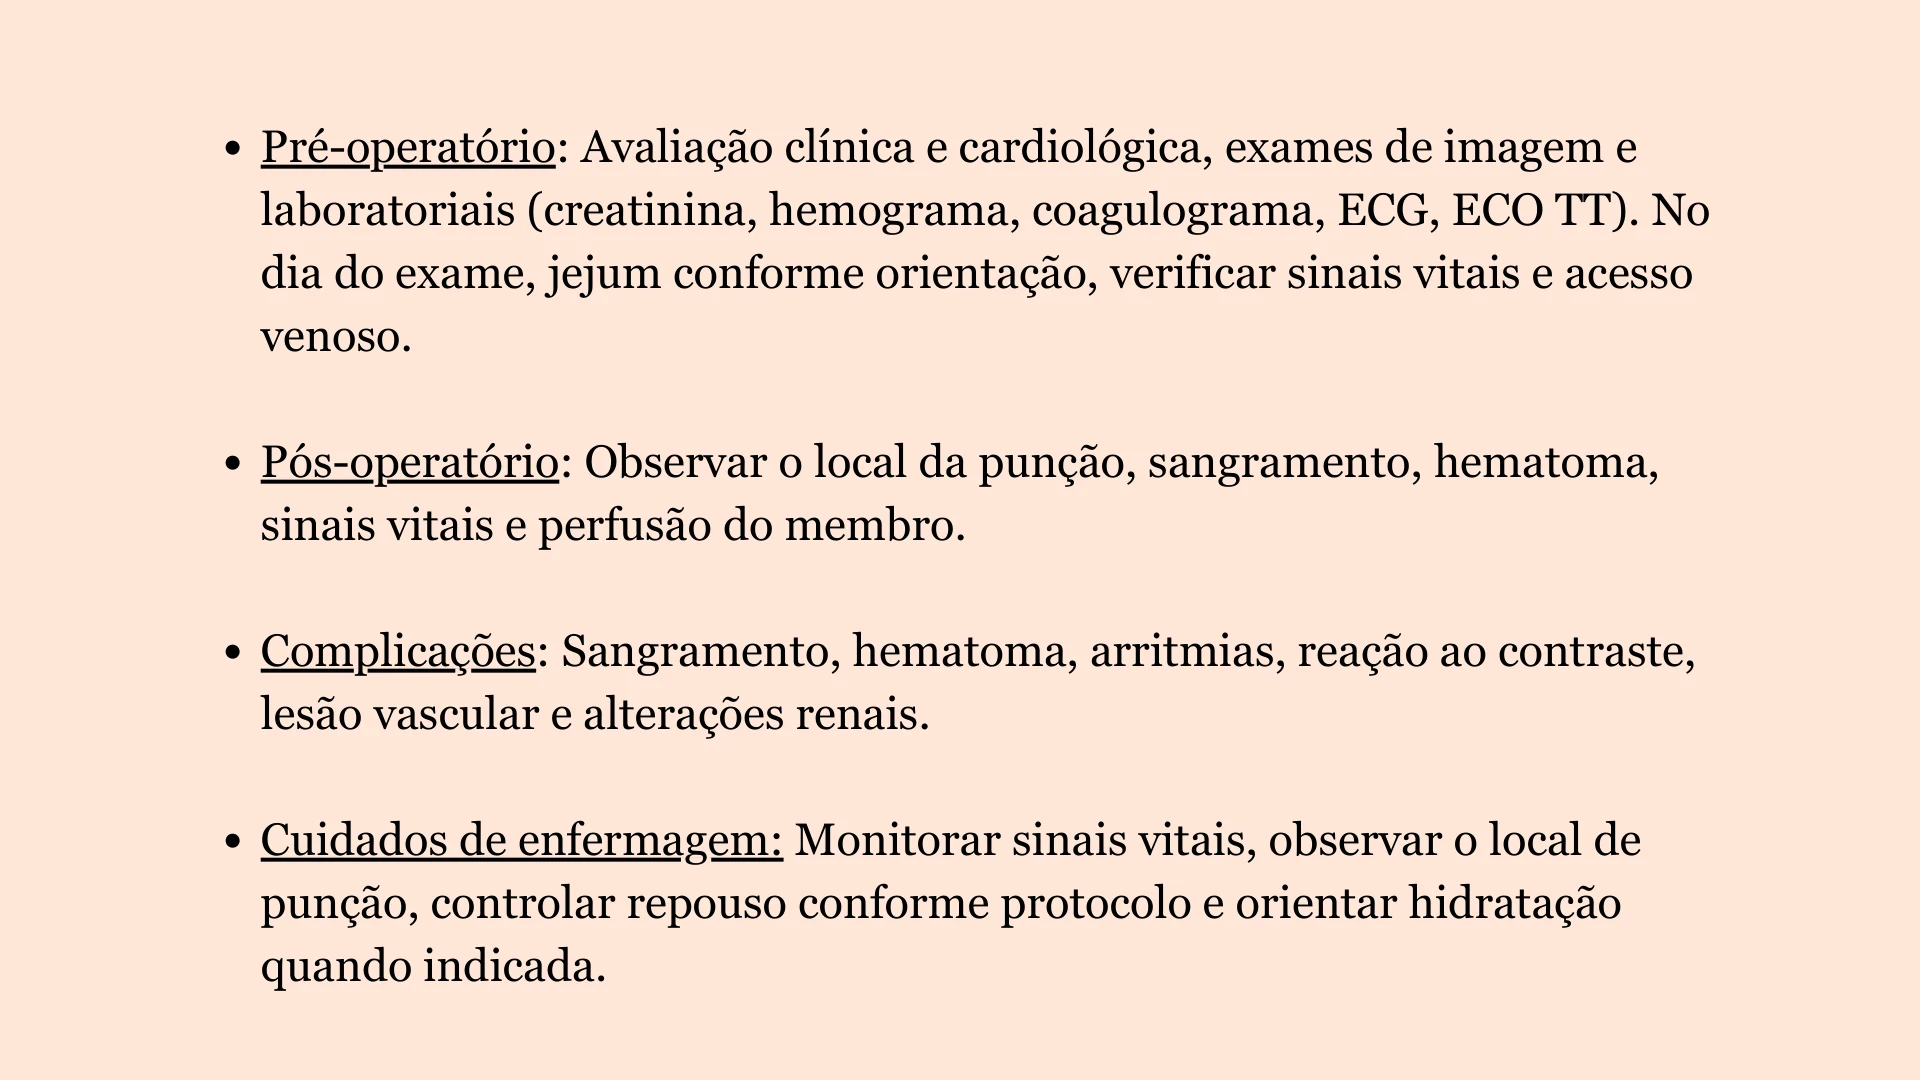 • Pré-operatório: Avaliação clínica e cardiológica, exames de imagem e
laboratoriais (creatinina, hemograma, coagulograma, ECG, ECO TT). No
dia do exame, jejum conforme orientação, verificar sinais vitais e acesso
venoso.
• Pós-operatório: Observar o local da punção, sangramento, hematoma,
sinais vitais e perfusão do membro.
• Complicações: Sangramento, hematoma, arritmias, reação ao contraste,
lesão vascular e alterações renais.
• Cuidados de enfermagem: Monitorar sinais vitais, observar o local de
punção, controlar repouso conforme protocolo e orientar hidratação
quando indicada.